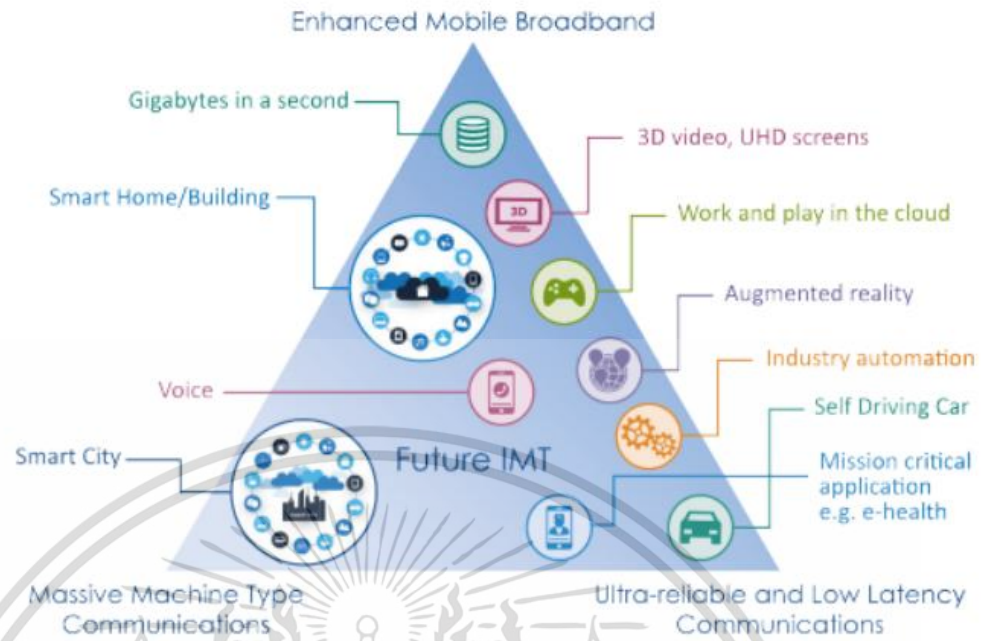 Enhanced Mobile Broadband
Gigabytes in a second
3D video, UHD screens
Smart Home/Building
3D
Work and play in the cloud
Augmented reality
Industry automation
Voice
Self Driving Car
Smart City
Future IMT
Mission critical
application
e.g. e-health
Massive Machine Type
Communications
Ultra-reliable and Low Latency
Communications